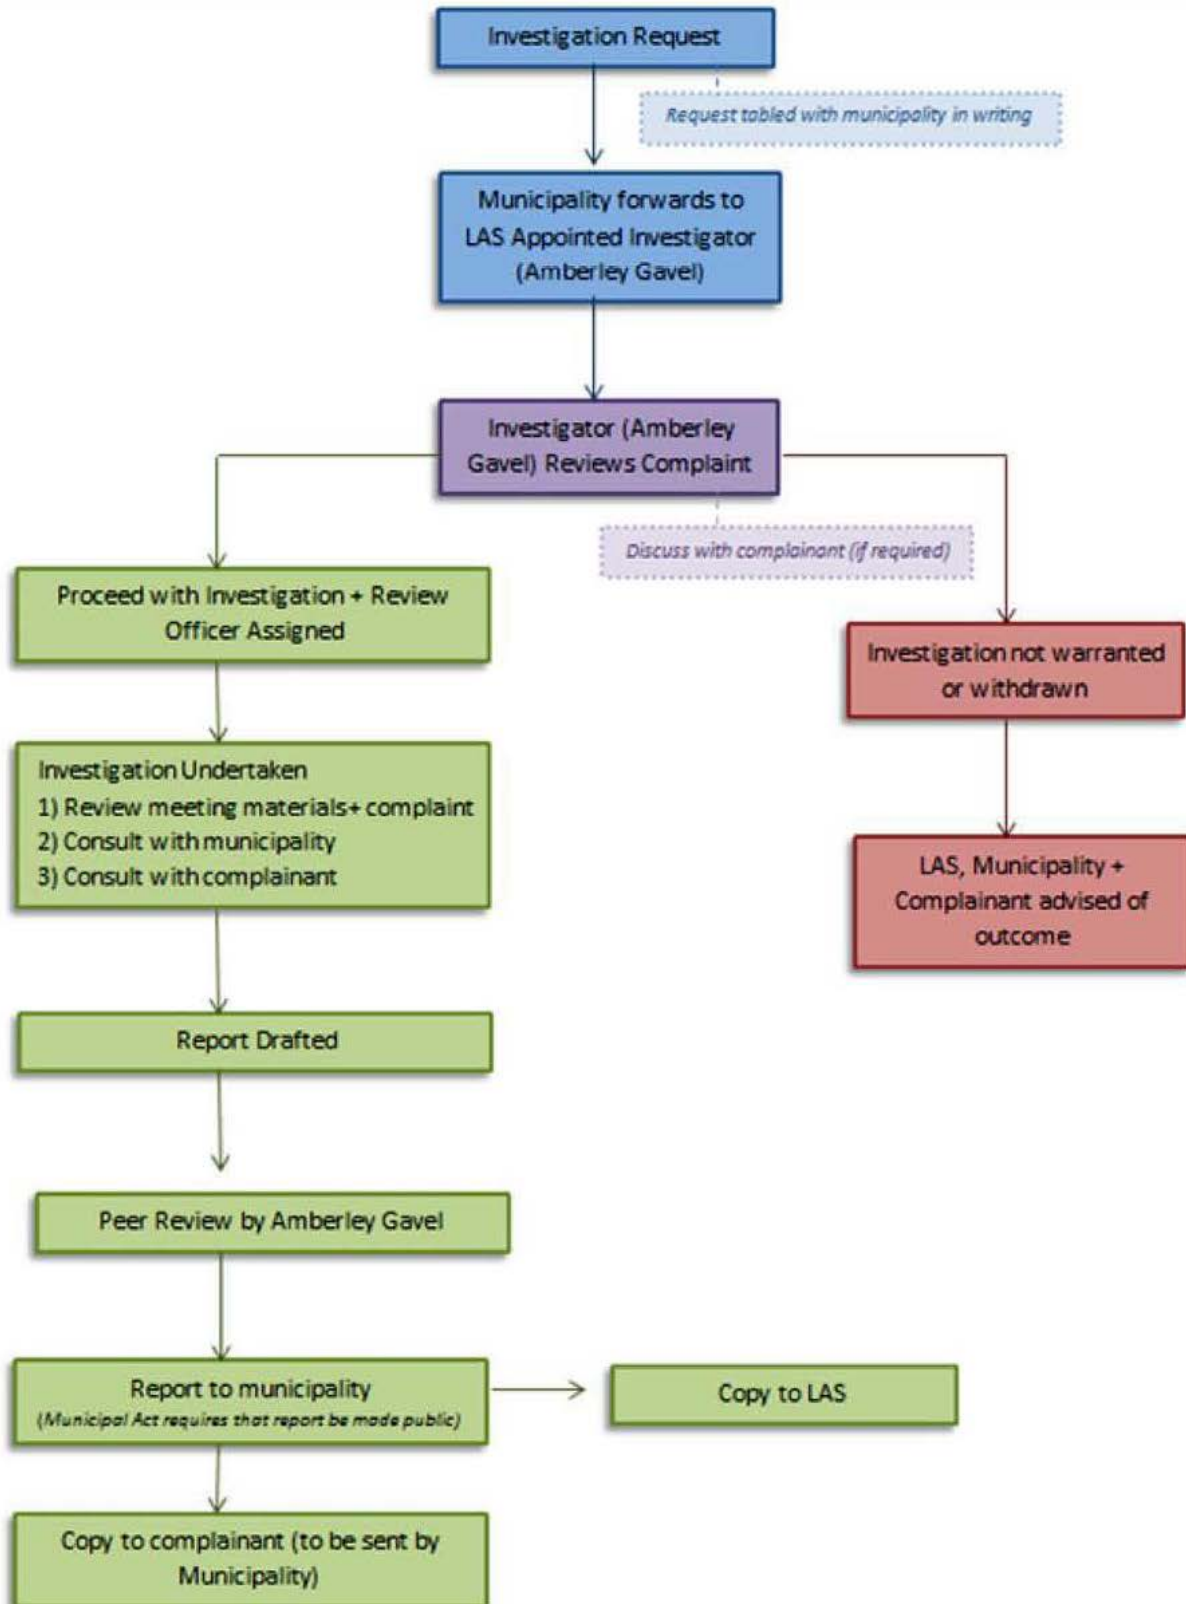 Investigation Request
Request tabled with municipality in writing
Municipality forwards to
LAS Appointed Investigator
(Amberley Gavel)
Investigator (Amberley
Gavel) Reviews Complaint
Discuss with complainant (if required)
Proceed with Investigation + Review
Officer Assigned
Investigation not warranted
or withdrawn
Investigation Undertaken
1) Review meeting materials+ complaint
2) Consult with municipality
3) Consult with complainant
LAS, Municipality +
Complainant advised of
outcome
Report Drafted
Peer Review by Amberley Gavel
Report to municipality
(Municipal Act requires that report be made public)
Copy to LAS
Copy to complainant (to be sent by
Municipality)